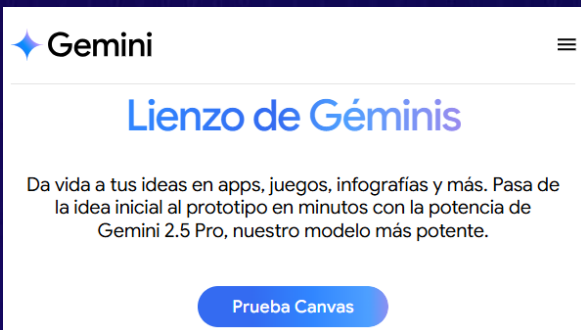 Gemini
Lienzo de Géminis
Da vida a tus ideas en apps, juegos, infografías y más. Pasa de
la idea inicial al prototipo en minutos con la potencia de
Gemini 2.5 Pro, nuestro modelo más potente.
Prueba Canvas